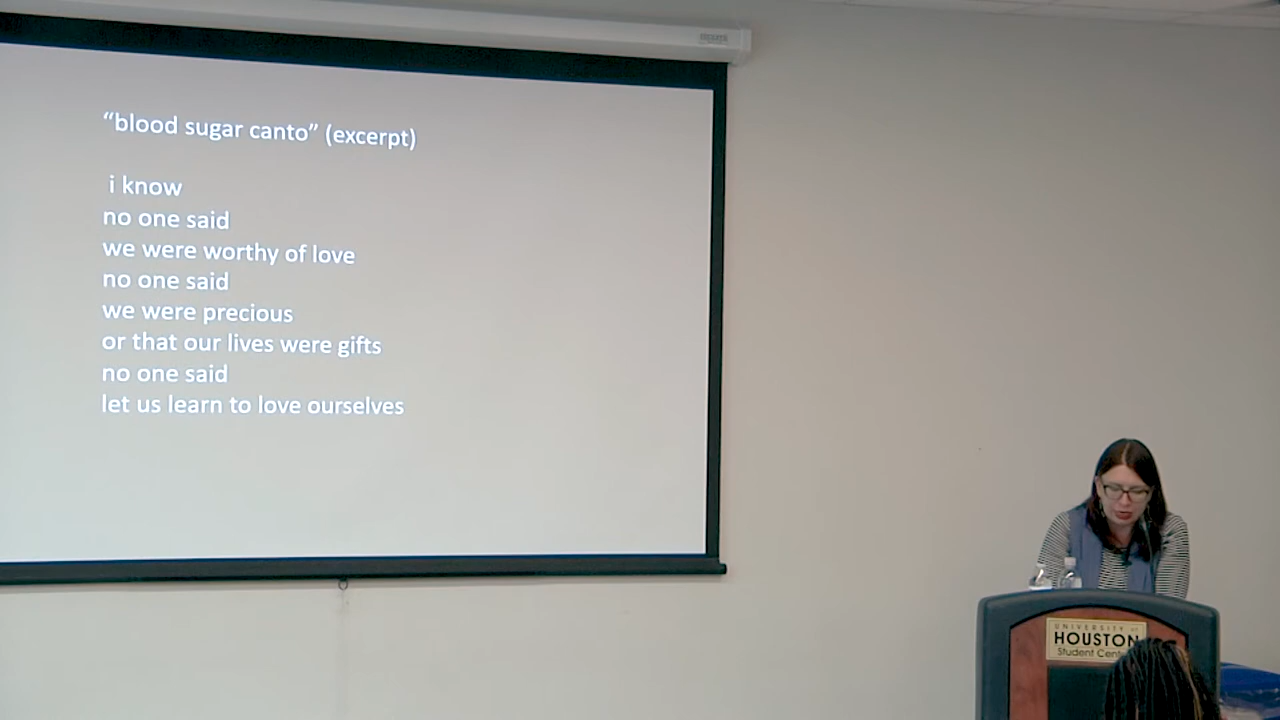 “blood sugar canto” (excerpt)
i know
no one said
we were worthy of love
no one said
we were precious
or that our lives were gifts
no one said
let us learn to love ourselves
UNIVERSITY of
HOUSTON
Student